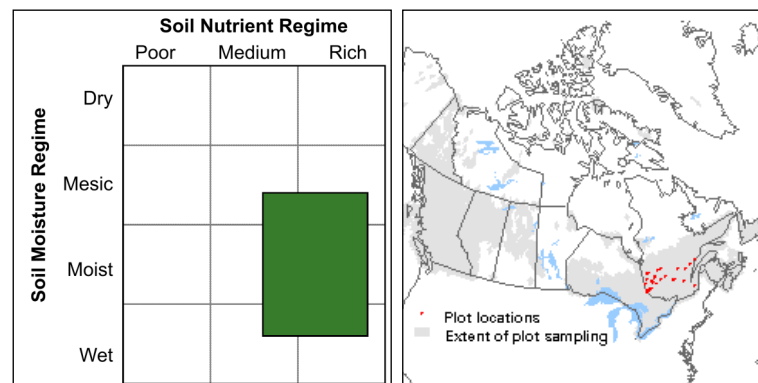 Soil Nutrient Regime
Poor Medium Rich
Soil Moisture Regime
Dry
Mesic
Moist
Wet
Plot locations
Extent of plot sampling